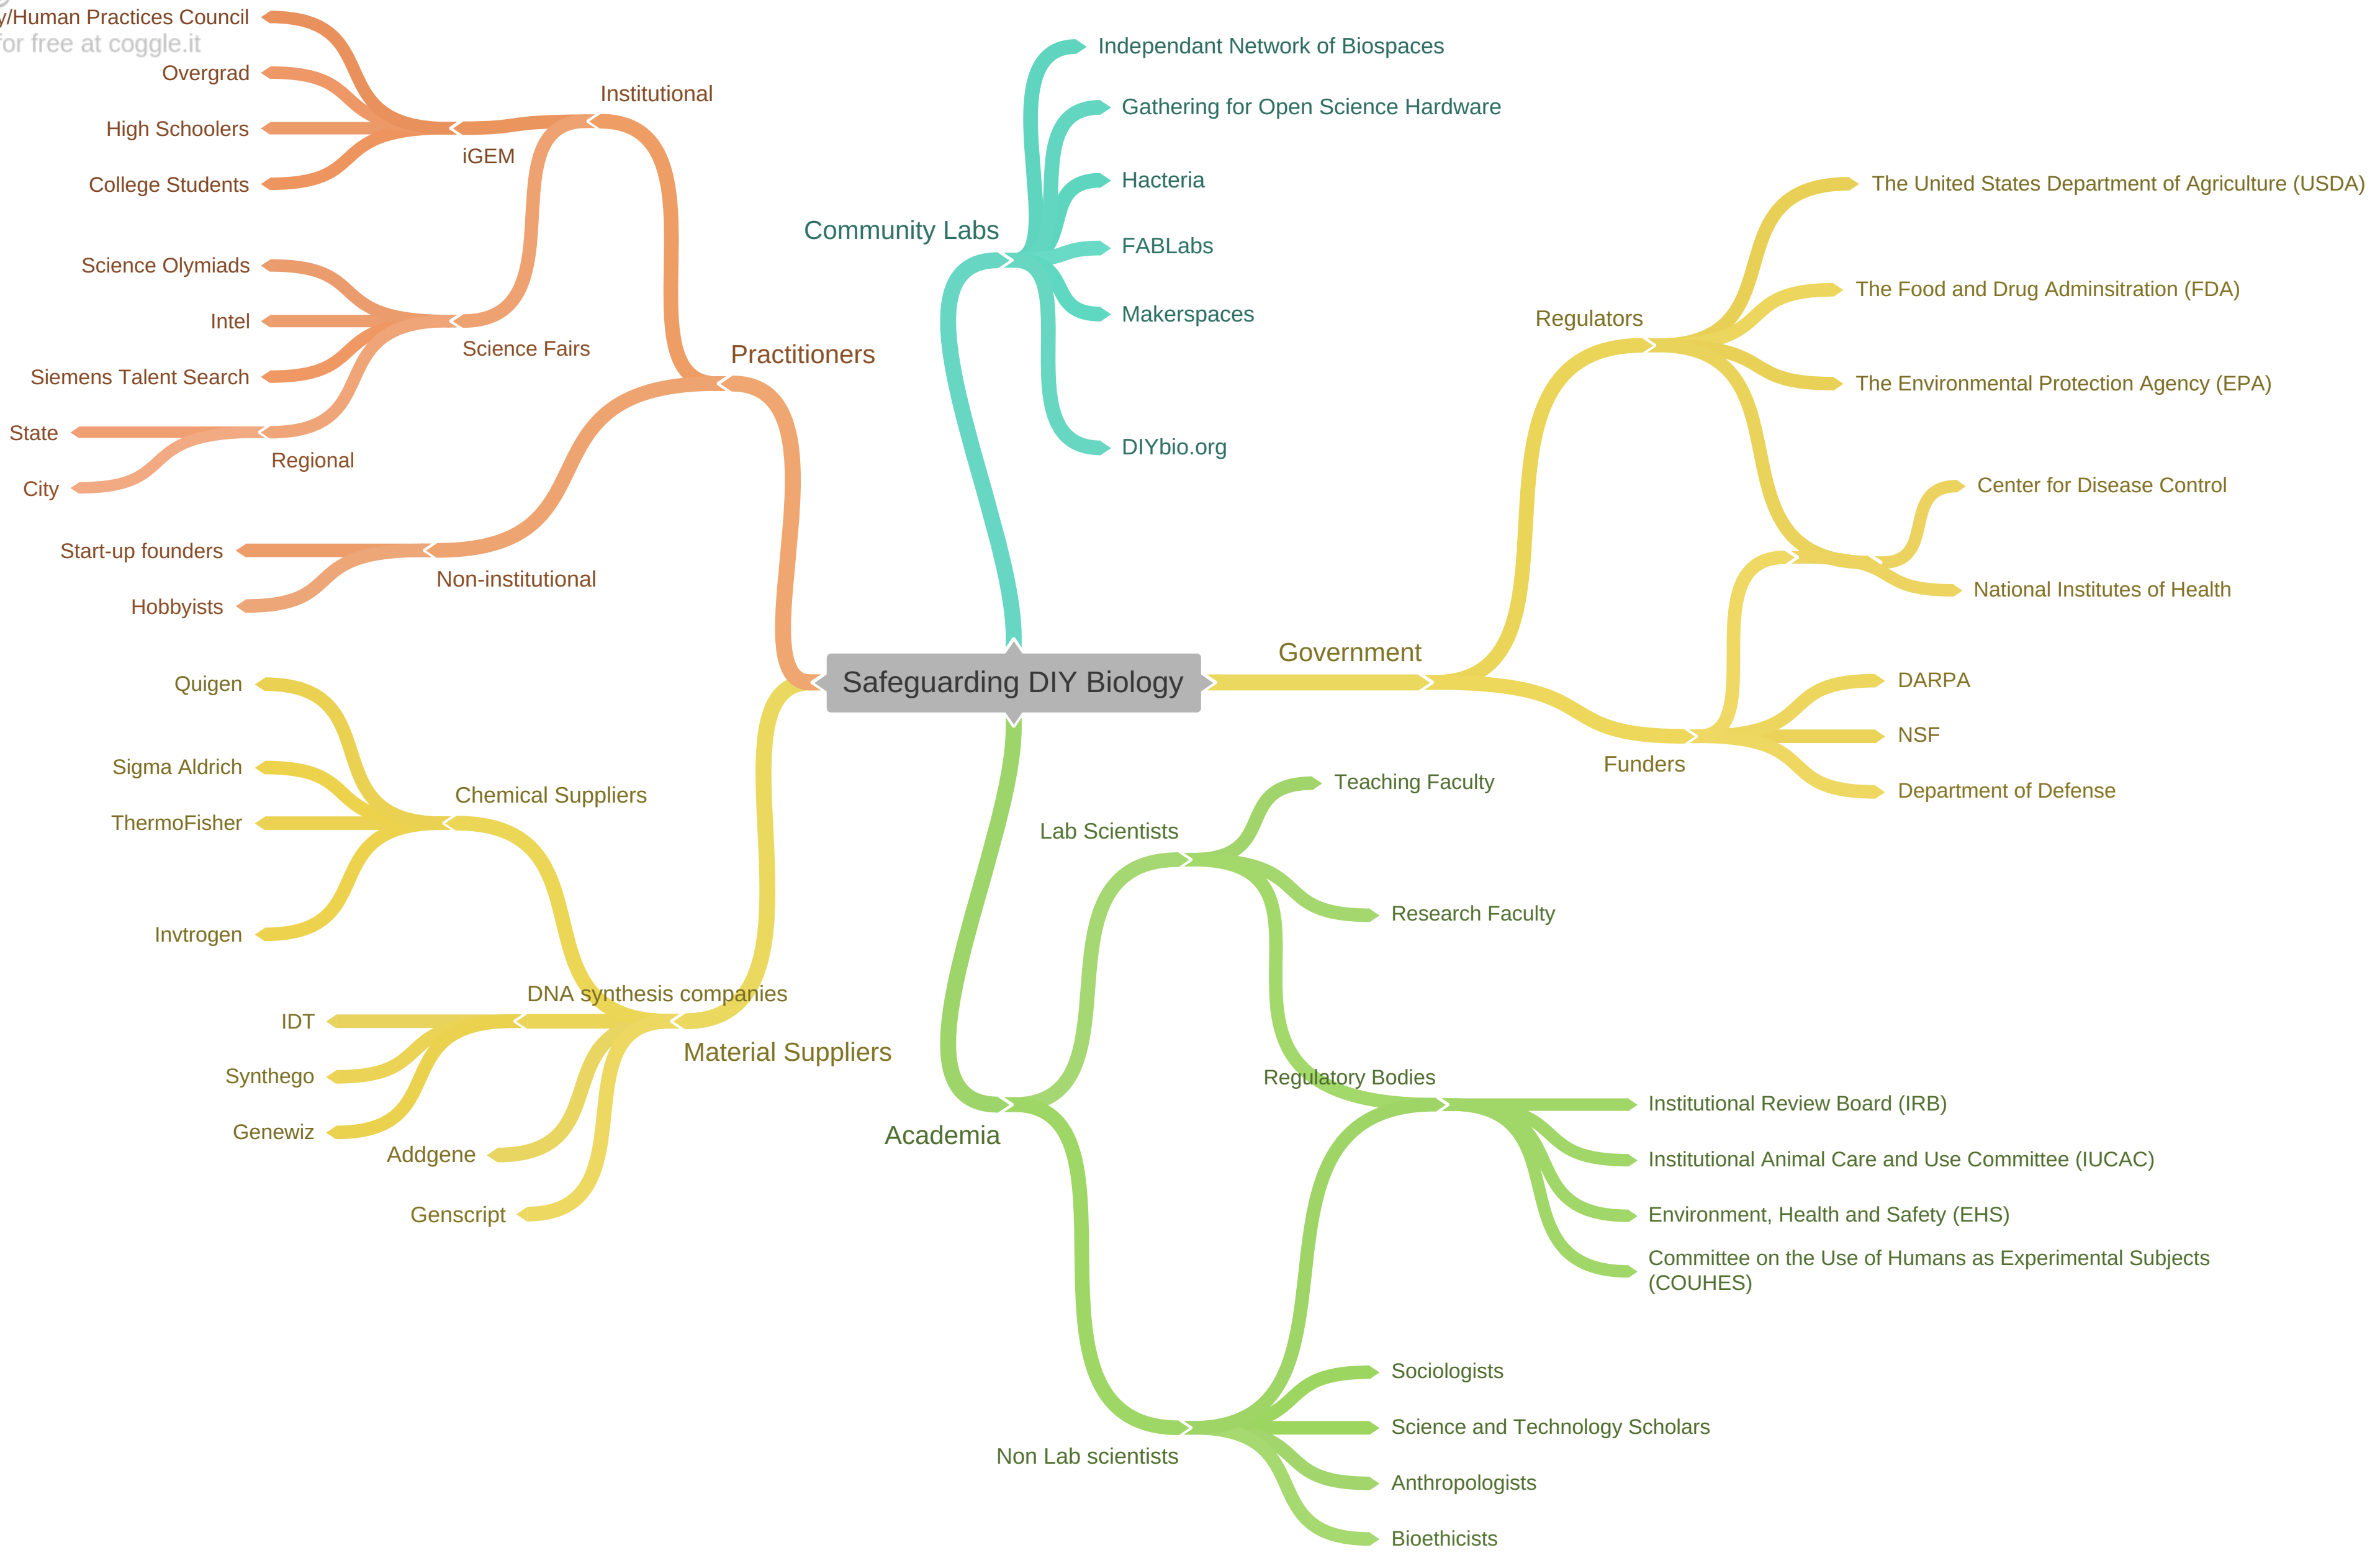 y/Human Practices Council
for free at coggle.it
Overgrad
High Schoolers
College Students
iGEM
Institutional
Science Olymiads
Intel
Siemens Talent Search
Science Fairs
State
City
Regional
Practitioners
Start-up founders
Hobbyists
Non-institutional
Community Labs
Independant Network of Biospaces
Gathering for Open Science Hardware
Hacteria
FABLabs
Makerspaces
DIYbio.org
Safeguarding DIY Biology
Government
Regulators
The United States Department of Agriculture (USDA)
The Food and Drug Adminsitration (FDA)
The Environmental Protection Agency (EPA)
Center for Disease Control
National Institutes of Health
Funders
DARPA
NSF
Department of Defense
Quigen
Sigma Aldrich
ThermoFisher
Invtrogen
Chemical Suppliers
DNA synthesis companies
IDT
Synthego
Genewiz
Addgene
Genscript
Material Suppliers
Academia
Lab Scientists
Teaching Faculty
Research Faculty
Regulatory Bodies
Institutional Review Board (IRB)
Institutional Animal Care and Use Committee (IUCAC)
Environment, Health and Safety (EHS)
Committee on the Use of Humans as Experimental Subjects
(COUHES)
Non Lab scientists
Sociologists
Science and Technology Scholars
Anthropologists
Bioethicists